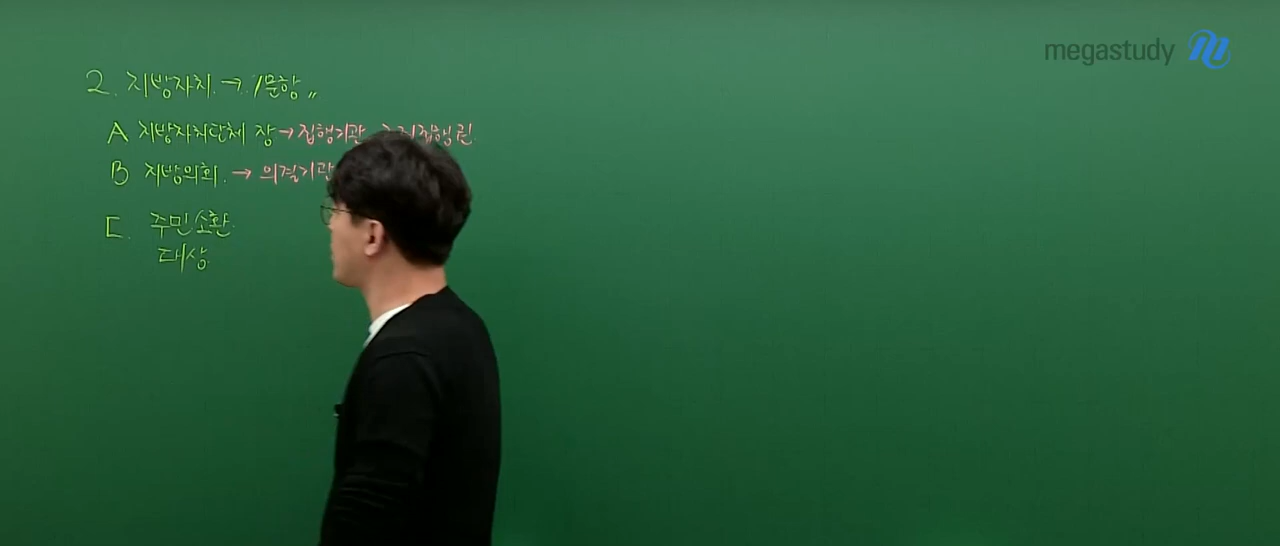 megastudy
2. 지방자치 → 1문항 〃
A 지방자치단체 장 → 집행기관
B 지방의회. → 의결기관
C. 주민소환
대상.